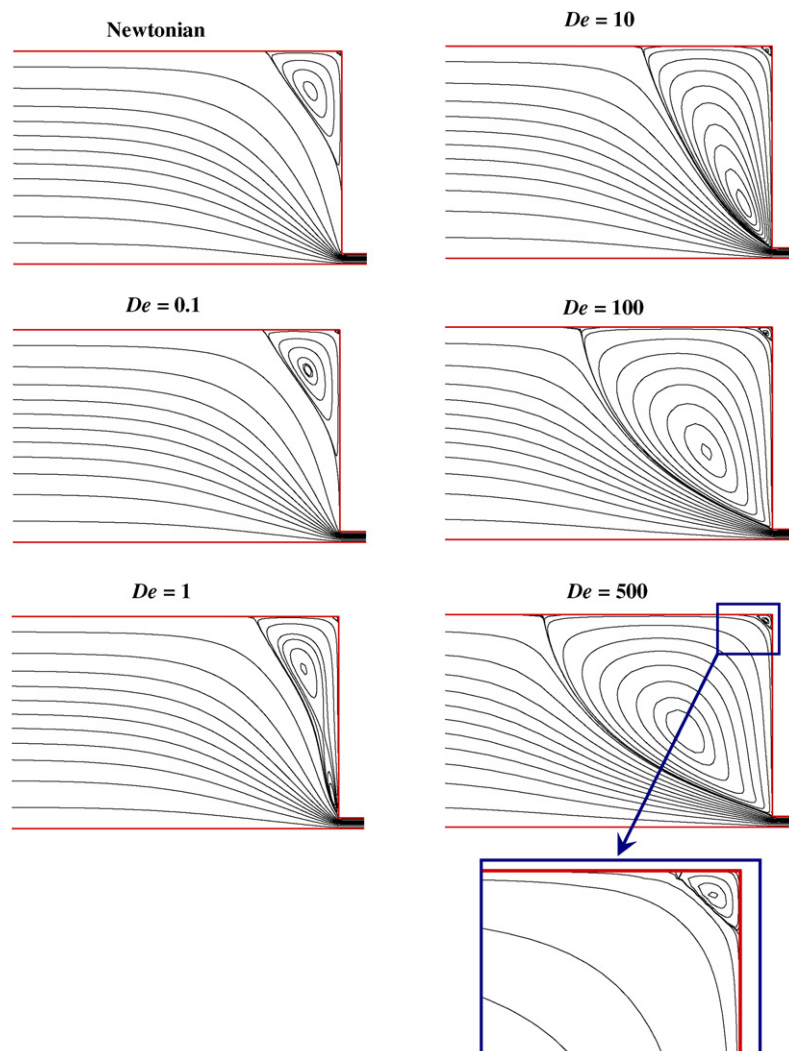 Newtonian
De = 10
De = 0.1
De = 100
De = 1
De = 500